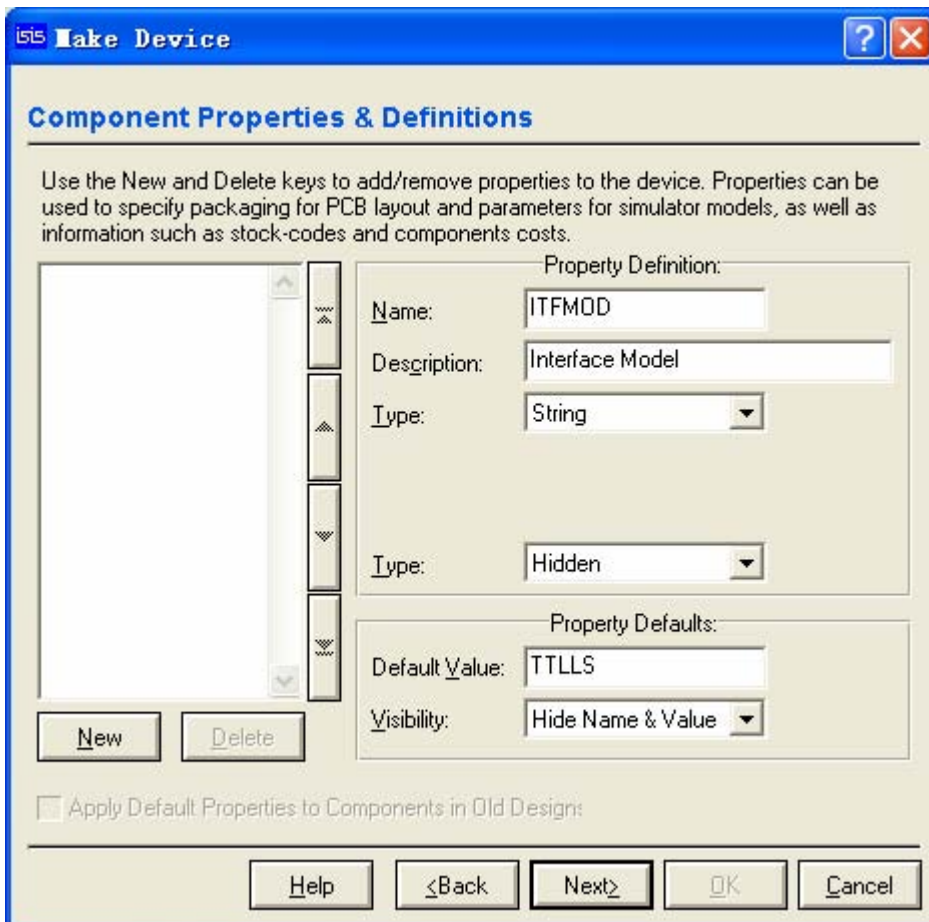 isis Make Device
Component Properties & Definitions
Use the New and Delete keys to add/remove properties to the device. Properties can be
used to specify packaging for PCB layout and parameters for simulator models, as well as
information such as stock-codes and components costs.
Property Definition:
Name: ITFMOD
Description: Interface Model
Type: String
Type: Hidden
Property Defaults:
Default Value: TTLLS
Visibility: Hide Name & Value
New Delete
Apply Default Properties to Components in Old Designs
Help <Back Next> OK Cancel